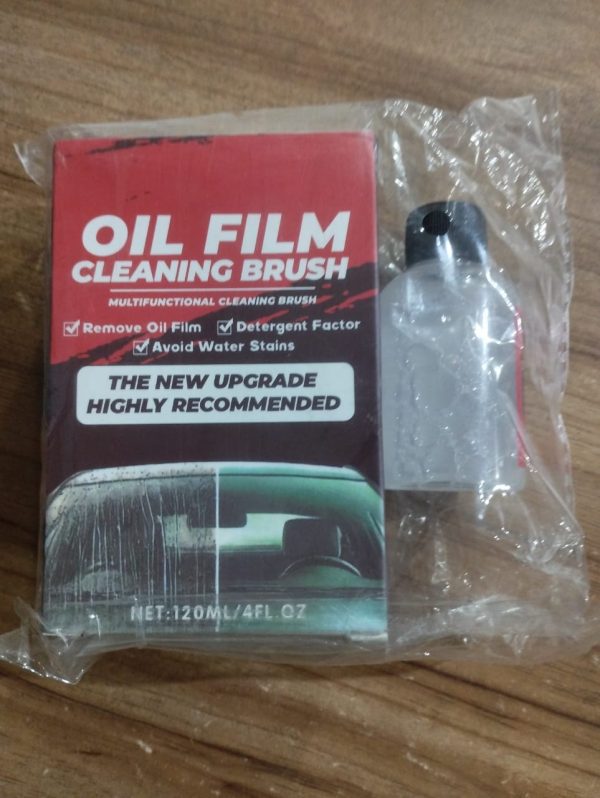 OIL FILM
CLEANING BRUSH
MULTIFUNCTIONAL CLEANING BRUSH
Remove Oil Film Detergent Factor
Avoid Water Stains
THE NEW UPGRADE
HIGHLY RECOMMENDED
NET:120ML/4FL.OZ